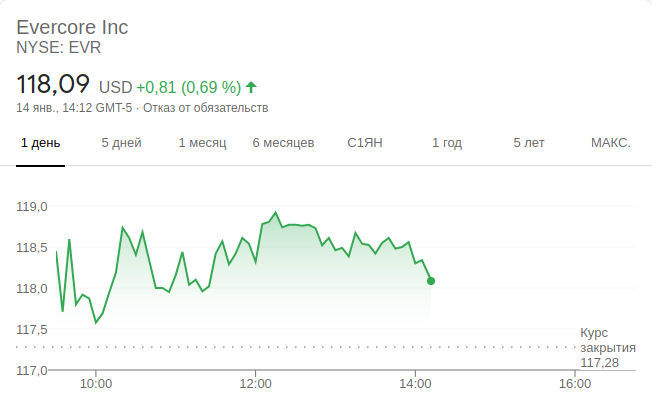 Evercore Inc
NYSE: EVR
118,09 USD +0,81 (0,69 %)
14 янв., 14:12 GMT-5 · Отказ от обязательств
1 день 5 дней 1 месяц 6 месяцев С1ЯН 1 год 5 лет МАКС.
119,0
118,5
118,0
117,5
Курс
закрытия
117,28
117,0
10:00 12:00 14:00 16:00